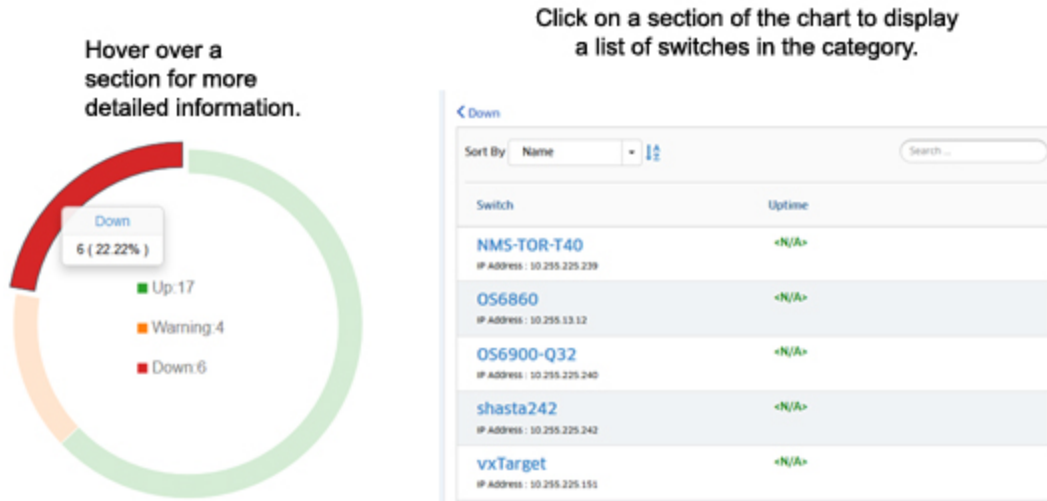 Hover over a
section for more
detailed information.
Down
6 ( 22.22% )
Up:17
Warning:4
Down:6
Click on a section of the chart to display
a list of switches in the category.
Down
Sort By Name
Search ...
Switch Uptime
NMS-TOR-T40 <N/A>
IP Address : 10.255.225.239
OS6860 <N/A>
IP Address : 10.255.13.12
OS6900-Q32 <N/A>
IP Address : 10.255.225.240
shasta242 <N/A>
IP Address : 10.255.225.242
vxTarget <N/A>
IP Address : 10.255.225.151